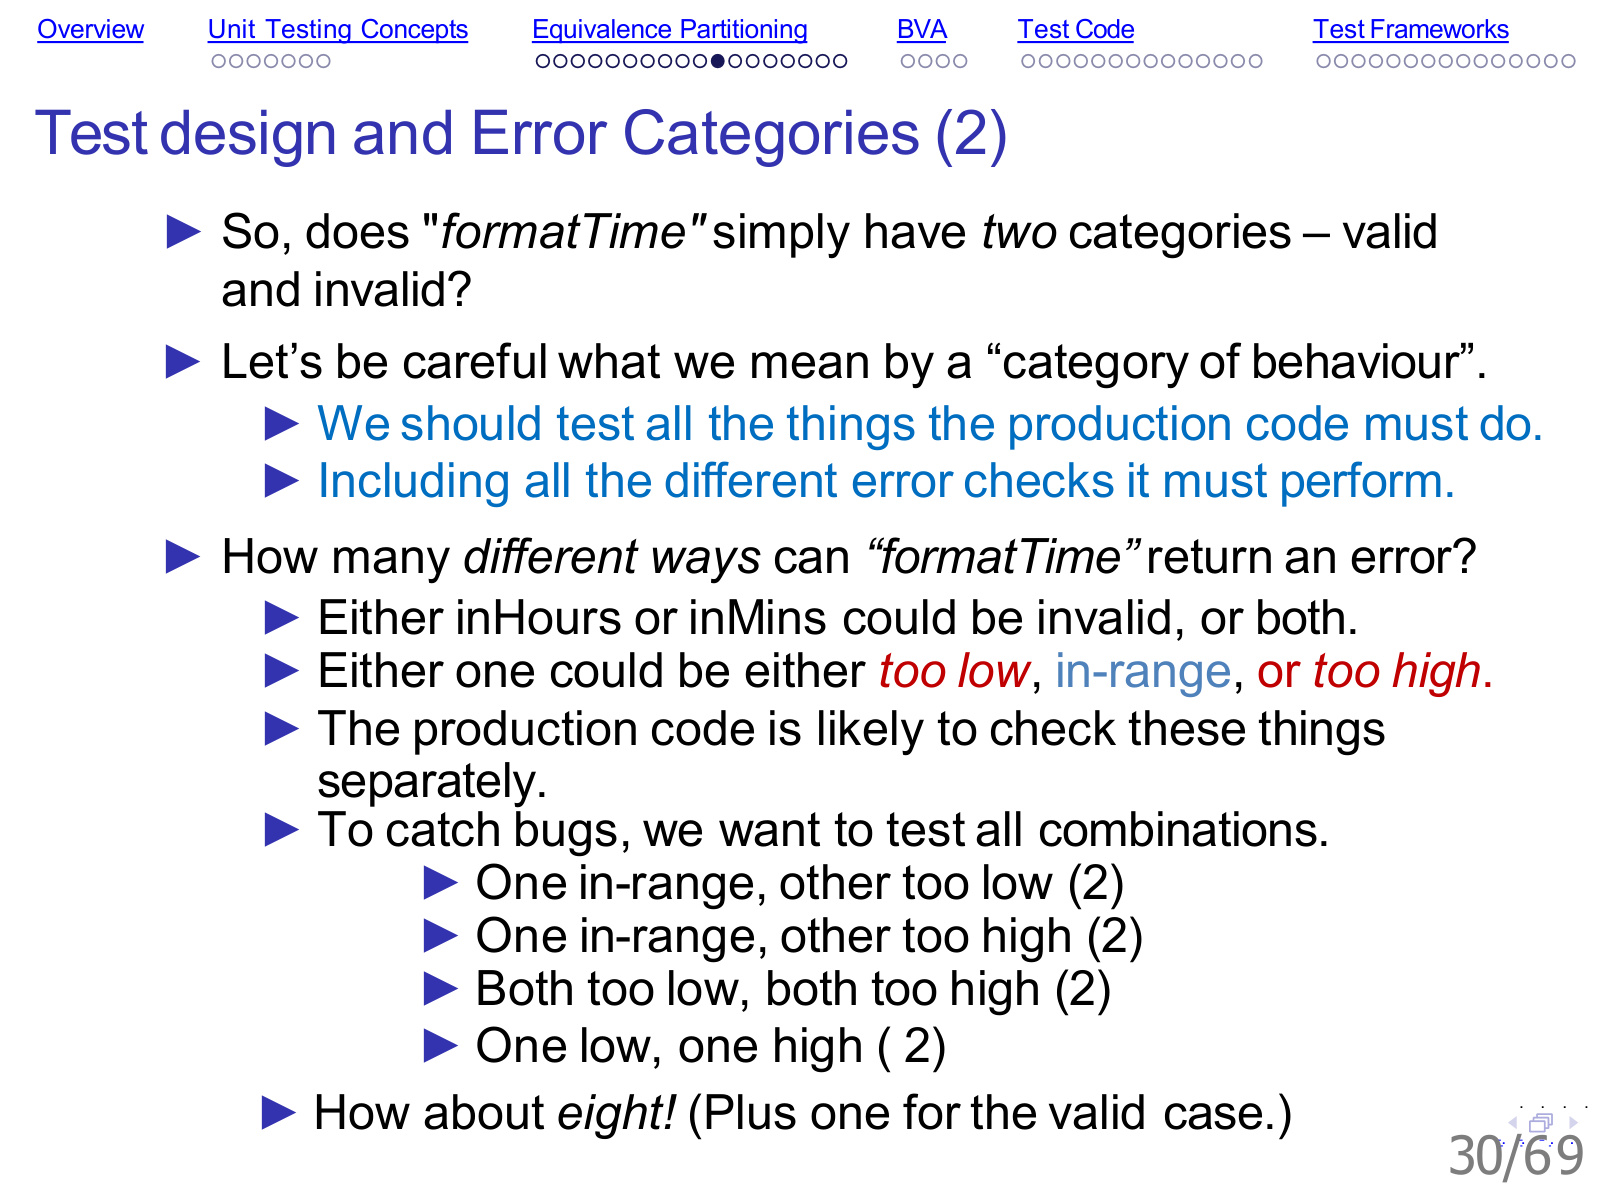 Overview Unit Testing Concepts Equivalence Partitioning BVA Test Code Test Frameworks
Test design and Error Categories (2)
► So, does "formatTime" simply have two categories – valid
and invalid?
► Let’s be careful what we mean by a “category of behaviour”.
► We should test all the things the production code must do.
► Including all the different error checks it must perform.
► How many different ways can “formatTime” return an error?
► Either inHours or inMins could be invalid, or both.
► Either one could be either too low, in-range, or too high.
► The production code is likely to check these things
separately.
► To catch bugs, we want to test all combinations.
► One in-range, other too low (2)
► One in-range, other too high (2)
► Both too low, both too high (2)
► One low, one high ( 2)
► How about eight! (Plus one for the valid case.)
30/69